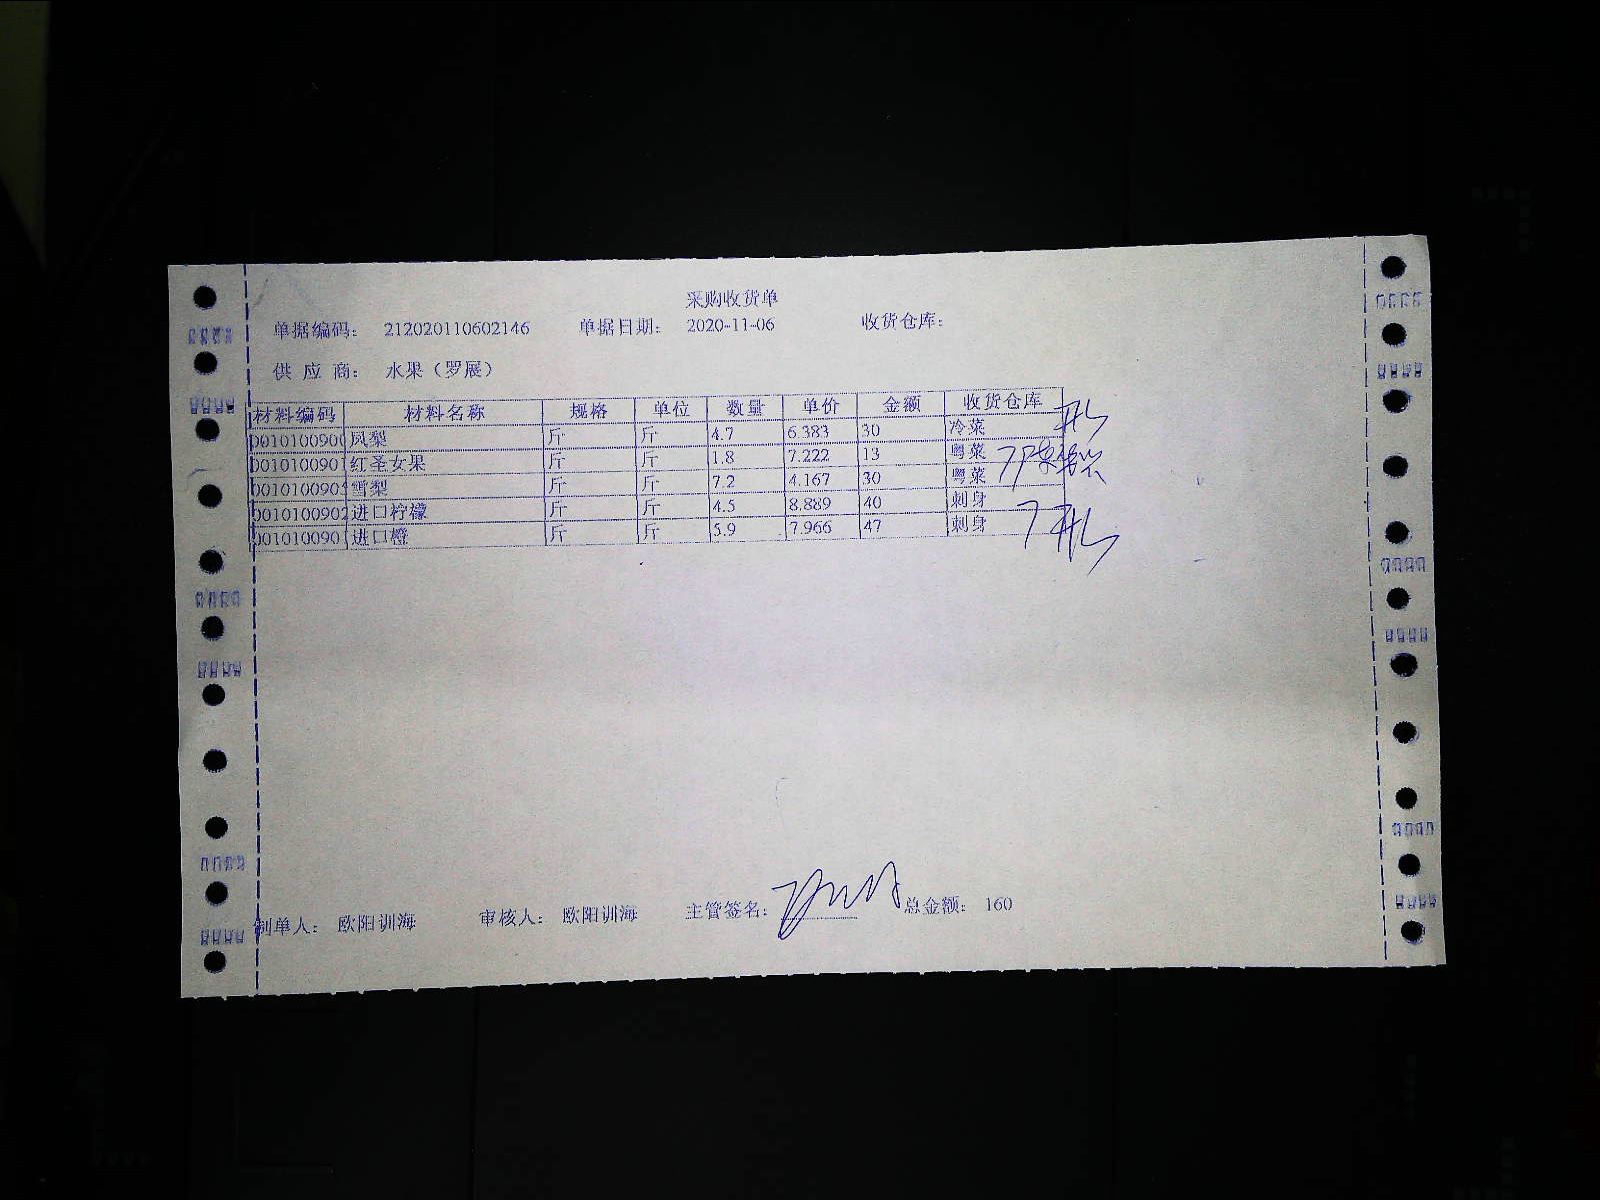 采购收货单
单据编码： 212020110602146 单据日期： 2020-11-06 收货仓库：
供 应 商： 水果（罗展）
材料编码 材料名称 规格 单位 数量 单价 金额 收货仓库
0010100900 凤梨 斤 斤 4.7 6.383 30 冷菜
001010090 红圣女果 斤 斤 1.8 7.222 13 粤菜
001010090 雪梨 斤 斤 7.2 4.167 30 粤菜
0010100902 进口柠檬 斤 斤 4.5 8.889 40 刺身
001010090 进口橙 斤 斤 5.9 7.966 47 刺身
制单人： 欧阳训海 审核人： 欧阳训海 主管签名： 总金额： 160